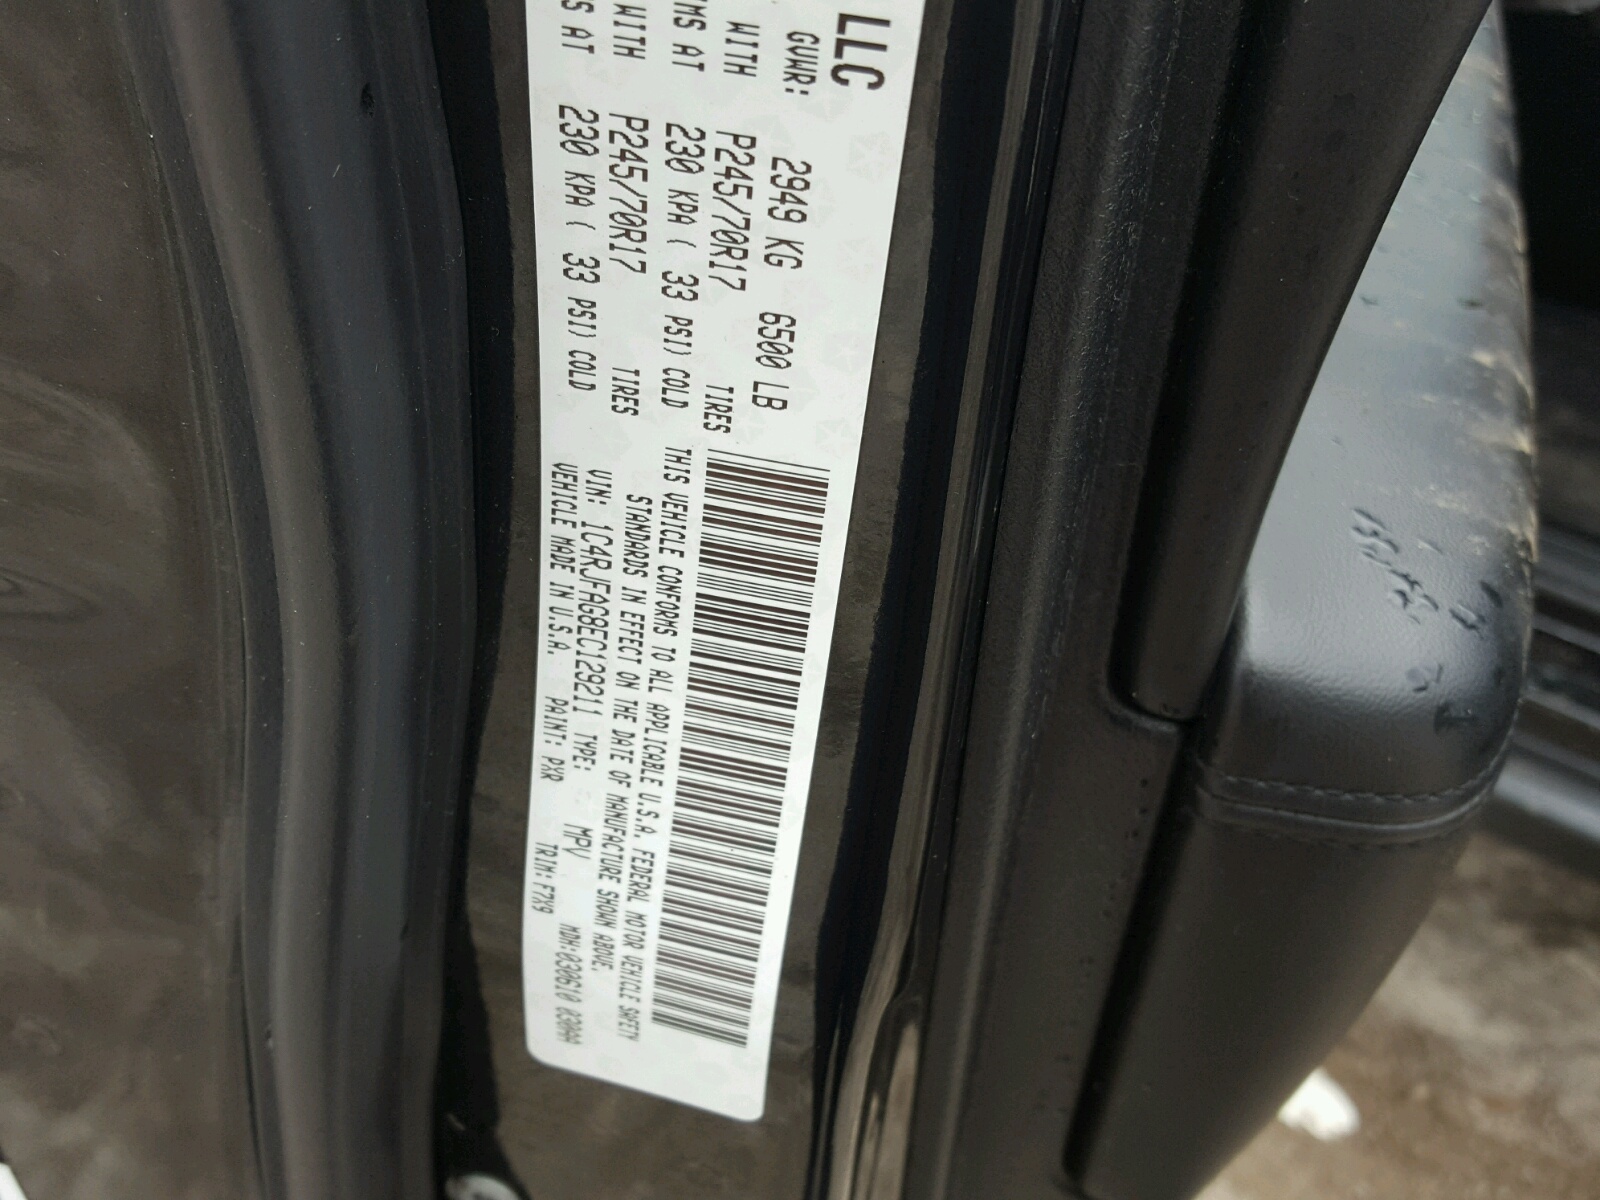 LLC
GVWR: 2949 KG 6500 LB
WITH P245/70R17 TIRES
MS AT 230 KPA ( 33 PSI) COLD
WITH P245/70R17 TIRES
S AT 230 KPA ( 33 PSI) COLD
THIS VEHICLE CONFORMS TO ALL APPLICABLE U.S.A. FEDERAL MOTOR VEHICLE SAFETY
STANDARDS IN EFFECT ON THE DATE OF MANUFACTURE SHOWN ABOVE.
VIN: 1C4RJFAG8EC129211 TYPE: MPV MDH:030610 030AA
VEHICLE MADE IN U.S.A. PAINT: PXR TRIM:F7X9